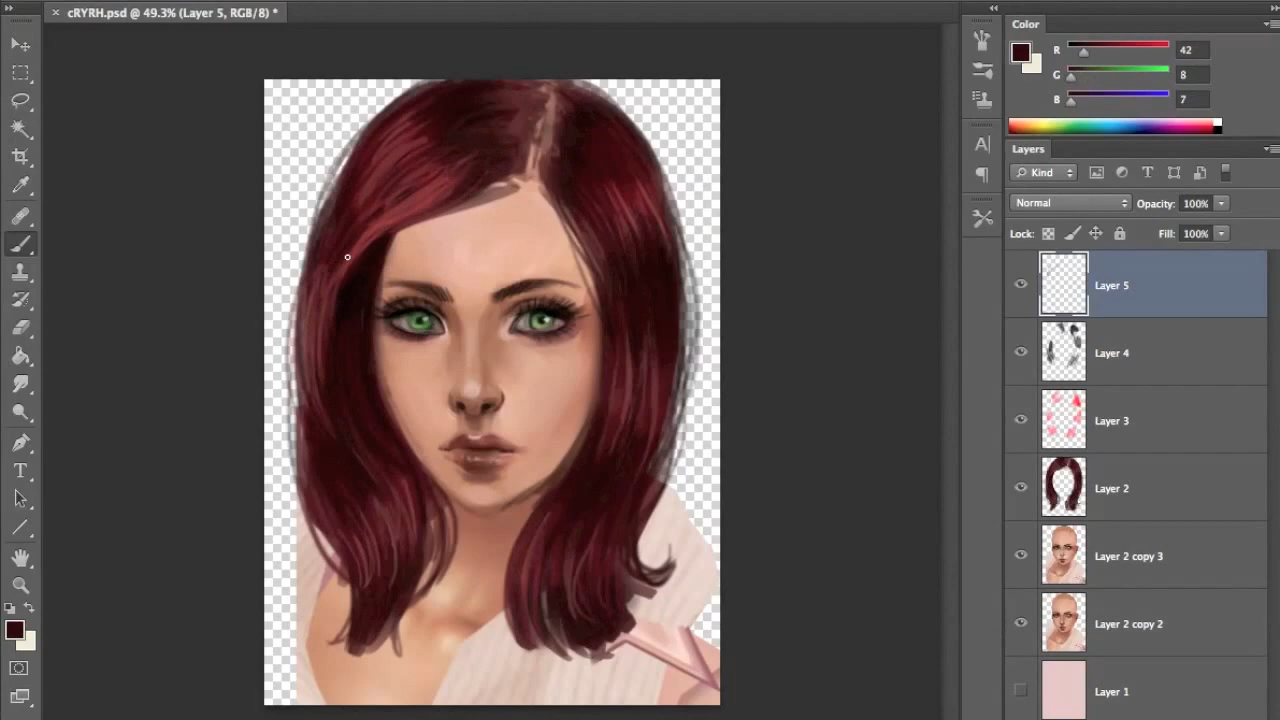 cRYRH.psd @ 49.3% (Layer 5, RGB/8) *
Color
R 42
G 8
B 7
Layers
Kind
Normal Opacity: 100%
Lock: Fill: 100%
Layer 5
Layer 4
Layer 3
Layer 2
Layer 2 copy 3
Layer 2 copy 2
Layer 1